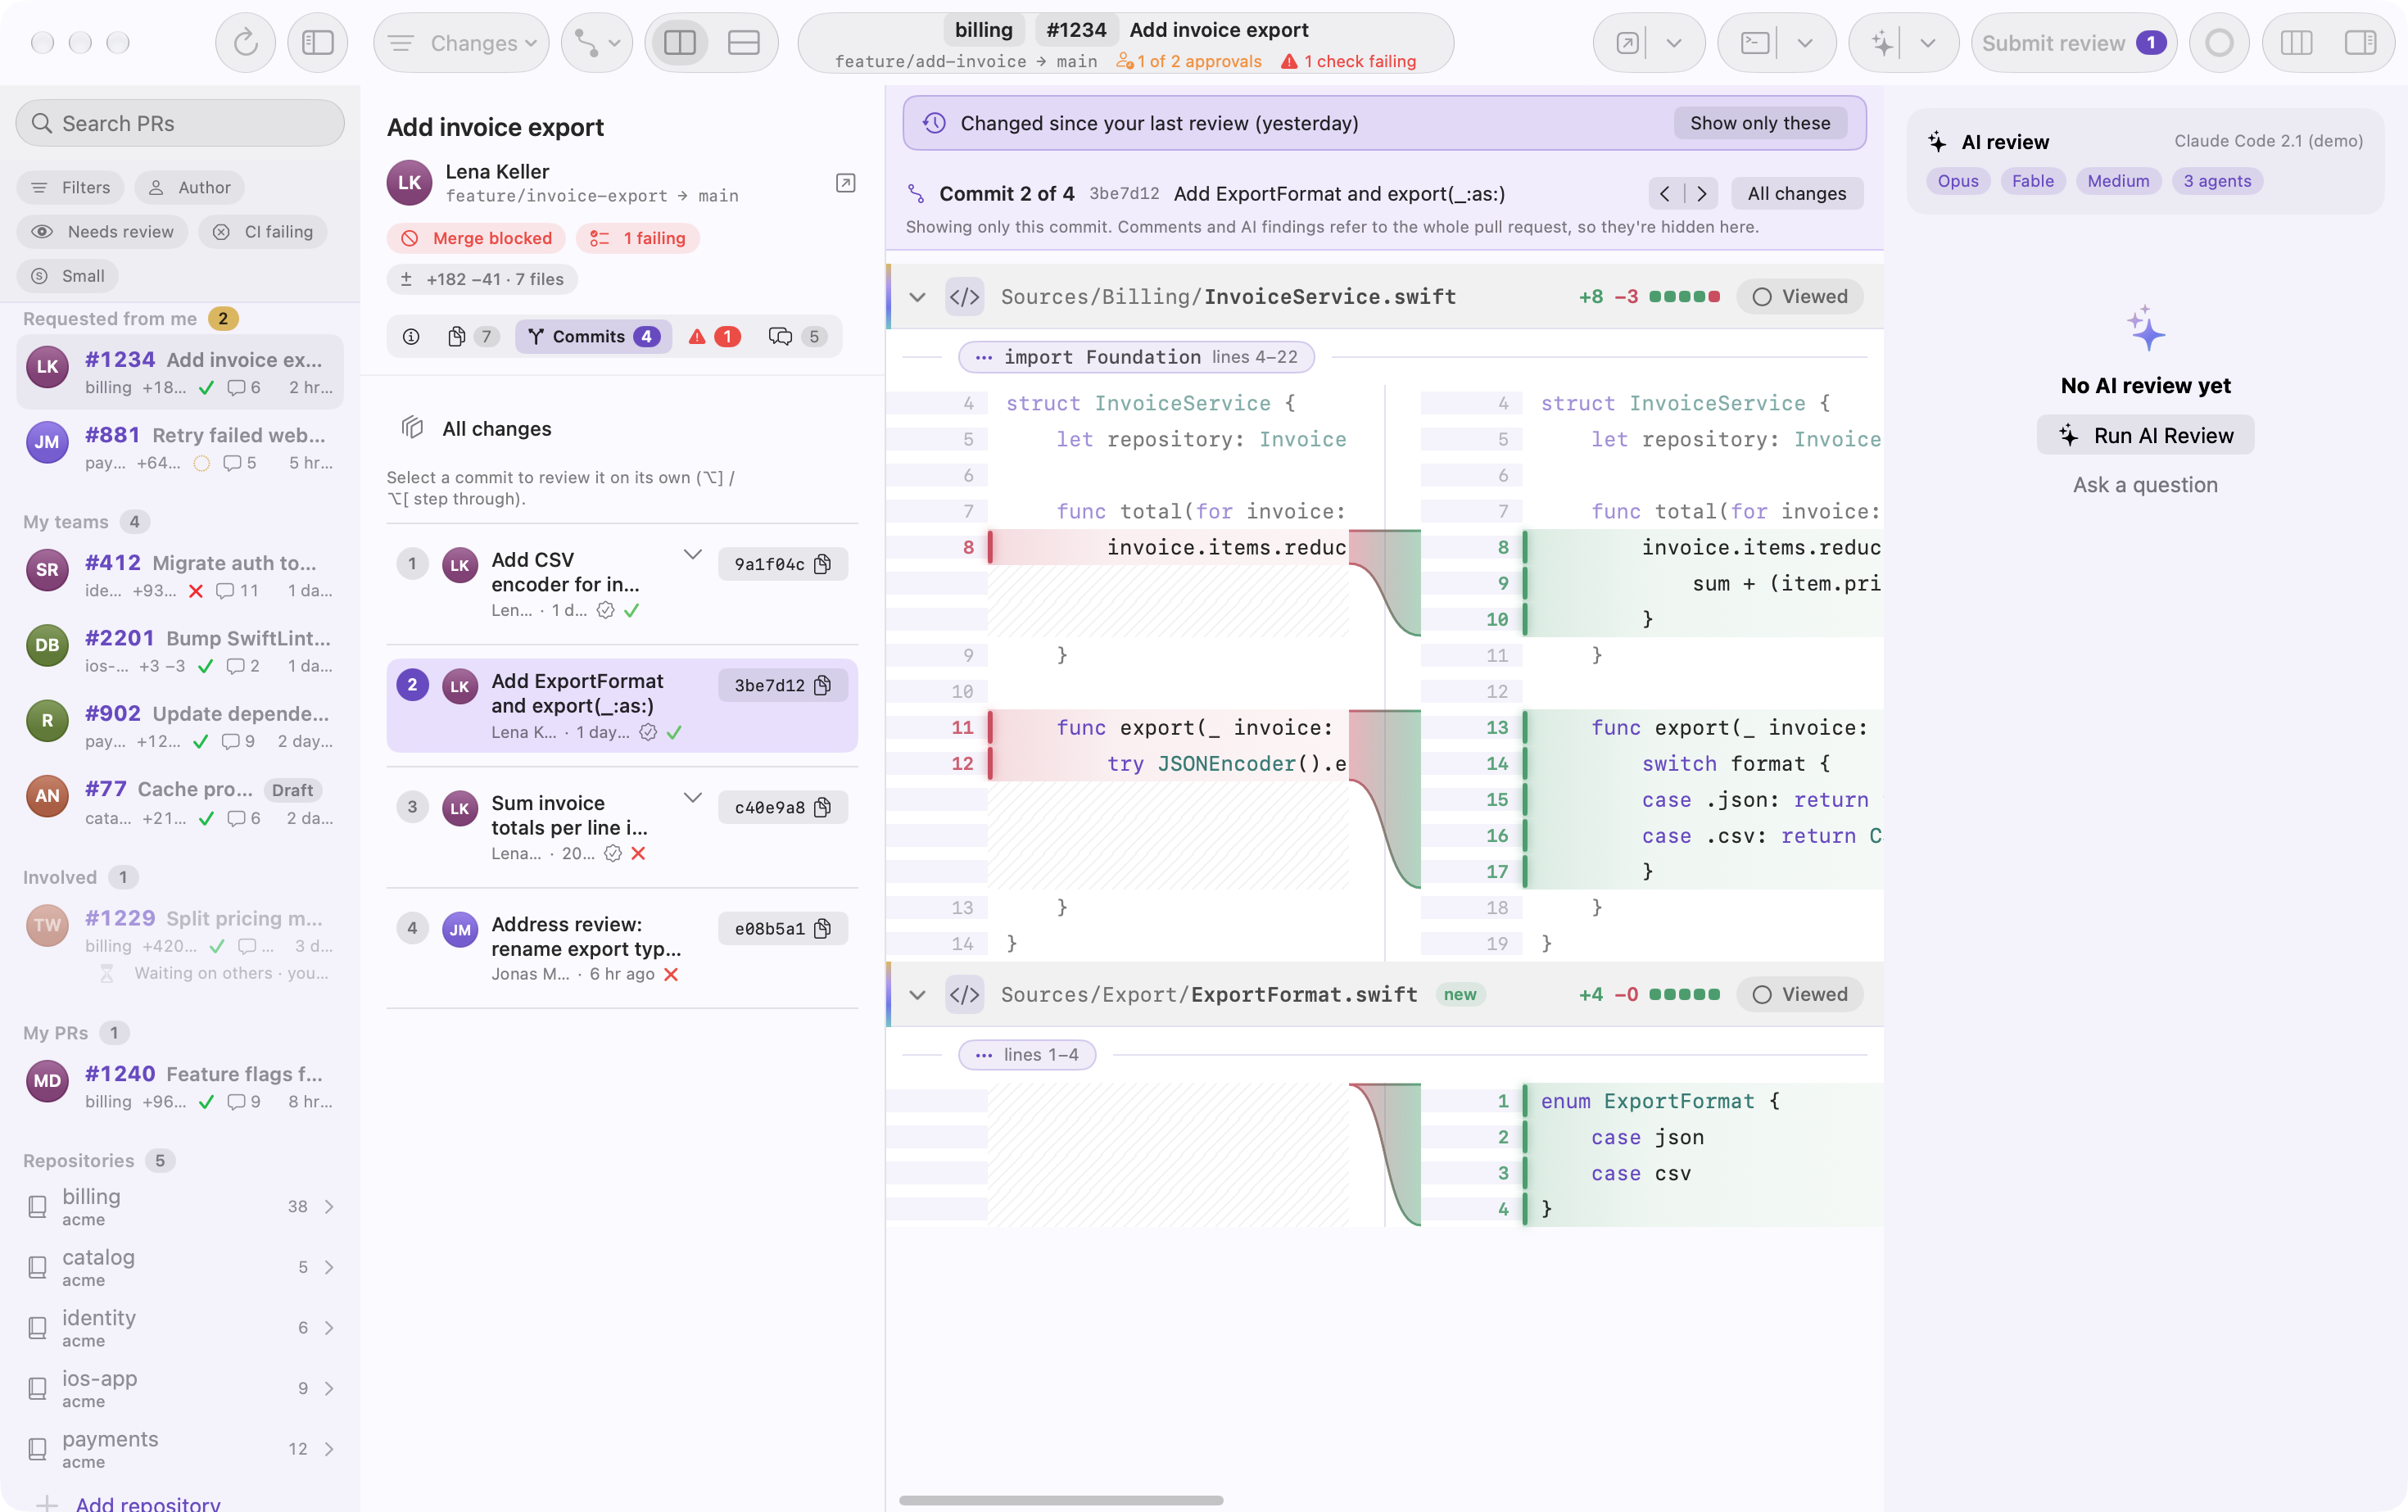 Changes
billing #1234 Add invoice export
feature/add-invoice → main 1 of 2 approvals 1 check failing
Submit review 1
Search PRs
Filters Author
Needs review CI failing
Small
Requested from me 2
LK #1234 Add invoice ex...
billing +18... 6 2 hr...
JM #881 Retry failed web...
pay... +64... 5 5 hr...
My teams 4
SR #412 Migrate auth to...
ide... +93... 11 1 da...
DB #2201 Bump SwiftLint...
ios-... +3 −3 2 1 da...
R #902 Update depende...
pay... +12... 9 2 day...
AN #77 Cache pro... Draft
cata... +21... 6 2 da...
Involved 1
TW #1229 Split pricing m...
billing +420... ... 3 d...
Waiting on others · you...
My PRs 1
MD #1240 Feature flags f...
billing +96... 9 8 hr...
Repositories 5
billing 38
acme
catalog 5
acme
identity 6
acme
ios-app 9
acme
payments 12
acme
Add repository
Add invoice export
LK Lena Keller
feature/invoice-export → main
Merge blocked 1 failing
± +182 −41 · 7 files
7 Commits 4 1 5
All changes
Select a commit to review it on its own (⌥] /
⌥[ step through).
1 LK Add CSV
encoder for in... 9a1f04c
Len... · 1 d...
2 LK Add ExportFormat
and export(_:as:) 3be7d12
Lena K... · 1 day...
3 LK Sum invoice
totals per line i... c40e9a8
Lena... · 20...
4 JM Address review:
rename export typ... e08b5a1
Jonas M... · 6 hr ago
Changed since your last review (yesterday) Show only these
Commit 2 of 4 3be7d12 Add ExportFormat and export(_:as:) All changes
Showing only this commit. Comments and AI findings refer to the whole pull request, so they're hidden here.
</> Sources/Billing/InvoiceService.swift +8 −3 Viewed
··· import Foundation lines 4–22
4 struct InvoiceService { 4 struct InvoiceService {
5 let repository: Invoice 5 let repository: Invoice
6 6
7 func total(for invoice: 7 func total(for invoice:
8 invoice.items.reduc 8 invoice.items.reduc
9 sum + (item.pri
10 }
9 } 11 }
10 12
11 func export(_ invoice: 13 func export(_ invoice:
12 try JSONEncoder().e 14 switch format {
15 case .json: return
16 case .csv: return C
17 }
13 } 18 }
14 } 19 }
</> Sources/Export/ExportFormat.swift new +4 −0 Viewed
··· lines 1–4
1 enum ExportFormat {
2 case json
3 case csv
4 }
AI review Claude Code 2.1 (demo)
Opus Fable Medium 3 agents
No AI review yet
Run AI Review
Ask a question